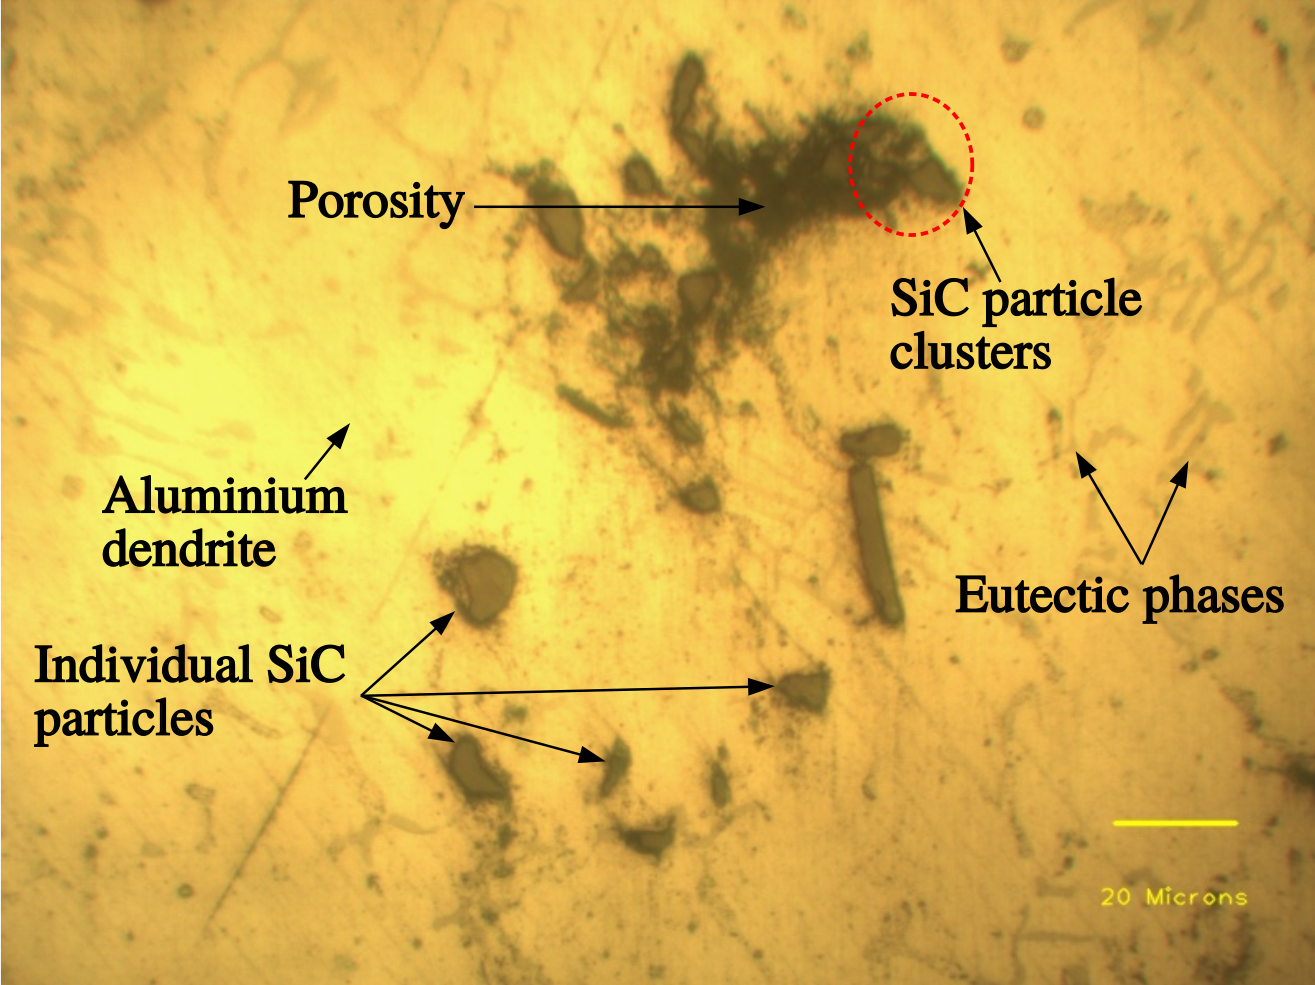 Porosity
SiC particle
clusters
Aluminium
dendrite
Eutectic phases
Individual SiC
particles
20 Microns